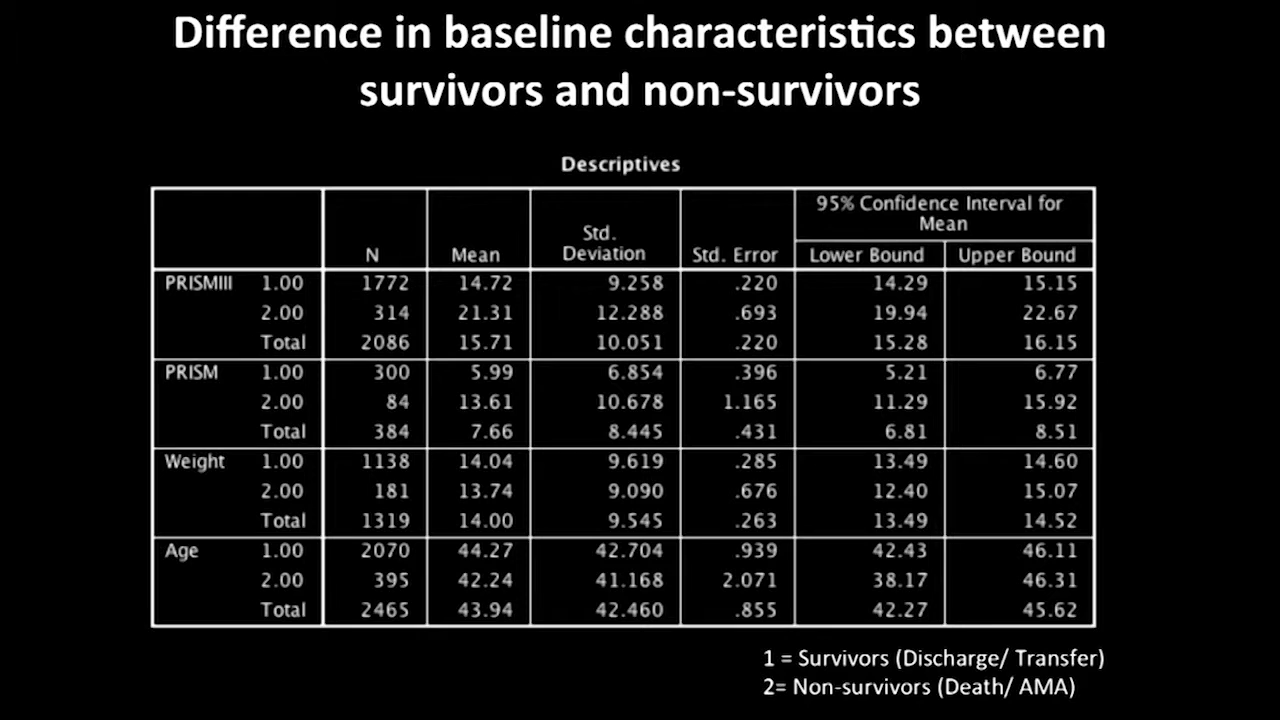 Difference in baseline characteristics between
survivors and non-survivors
Descriptives
95% Confidence Interval for
Mean
N Mean Std. Deviation Std. Error Lower Bound Upper Bound
PRISMIII 1.00 1772 14.72 9.258 .220 14.29 15.15
2.00 314 21.31 12.288 .693 19.94 22.67
Total 2086 15.71 10.051 .220 15.28 16.15
PRISM 1.00 300 5.99 6.854 .396 5.21 6.77
2.00 84 13.61 10.678 1.165 11.29 15.92
Total 384 7.66 8.445 .431 6.81 8.51
Weight 1.00 1138 14.04 9.619 .285 13.49 14.60
2.00 181 13.74 9.090 .676 12.40 15.07
Total 1319 14.00 9.545 .263 13.49 14.52
Age 1.00 2070 44.27 42.704 .939 42.43 46.11
2.00 395 42.24 41.168 2.071 38.17 46.31
Total 2465 43.94 42.460 .855 42.27 45.62
1 = Survivors (Discharge/ Transfer)
2= Non-survivors (Death/ AMA)